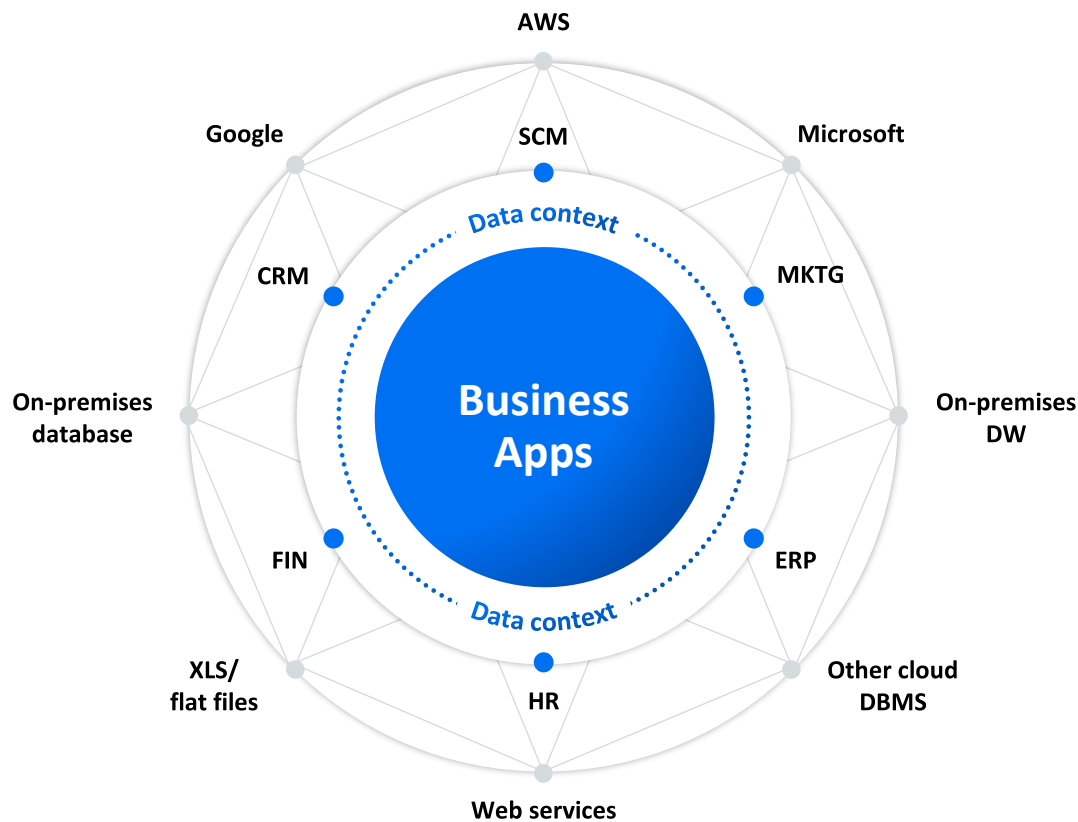 AWS
Google
SCM
Microsoft
Data context
CRM
MKTG
On-premises
database
Business
Apps
On-premises
DW
FIN
ERP
Data context
XLS/
flat files
HR
Other cloud
DBMS
Web services